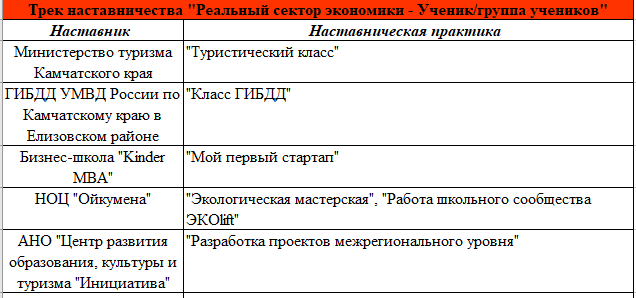 Трек наставничества "Реальный сектор экономики - Ученик/группа учеников"
Наставник
Наставническая практика
Министерство туризма
Камчатского края
"Туристический класс"
ГИБДД УМВД России по
Камчатскому краю в
Елизовском районе
"Класс ГИБДД"
Бизнес-школа "Kinder
MBA"
"Мой первый стартап"
НОЦ "Ойкумена"
"Экологическая мастерская", "Работа школьного сообщества
ЭКОlift"
АНО "Центр развития
образования, культуры и
туризма "Инициатива"
"Разработка проектов межрегионального уровня"